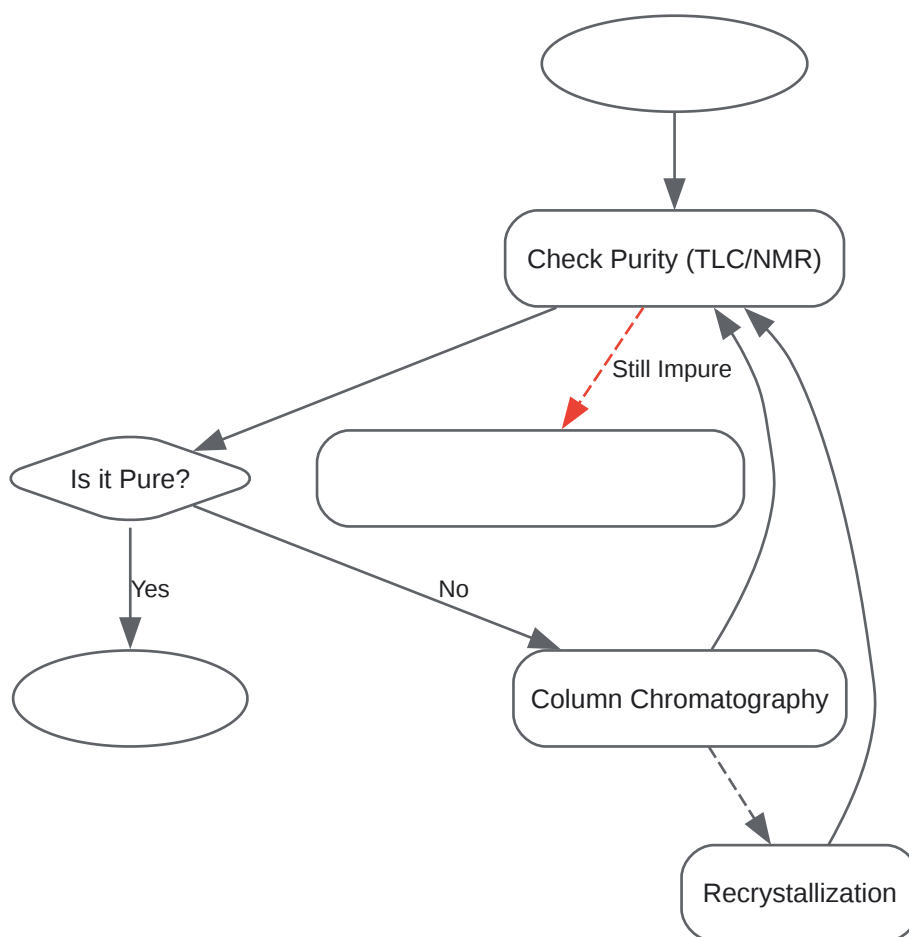 Check Purity (TLC/NMR)
Still Impure
Is it Pure?
Yes
No
Column Chromatography
Recrystallization